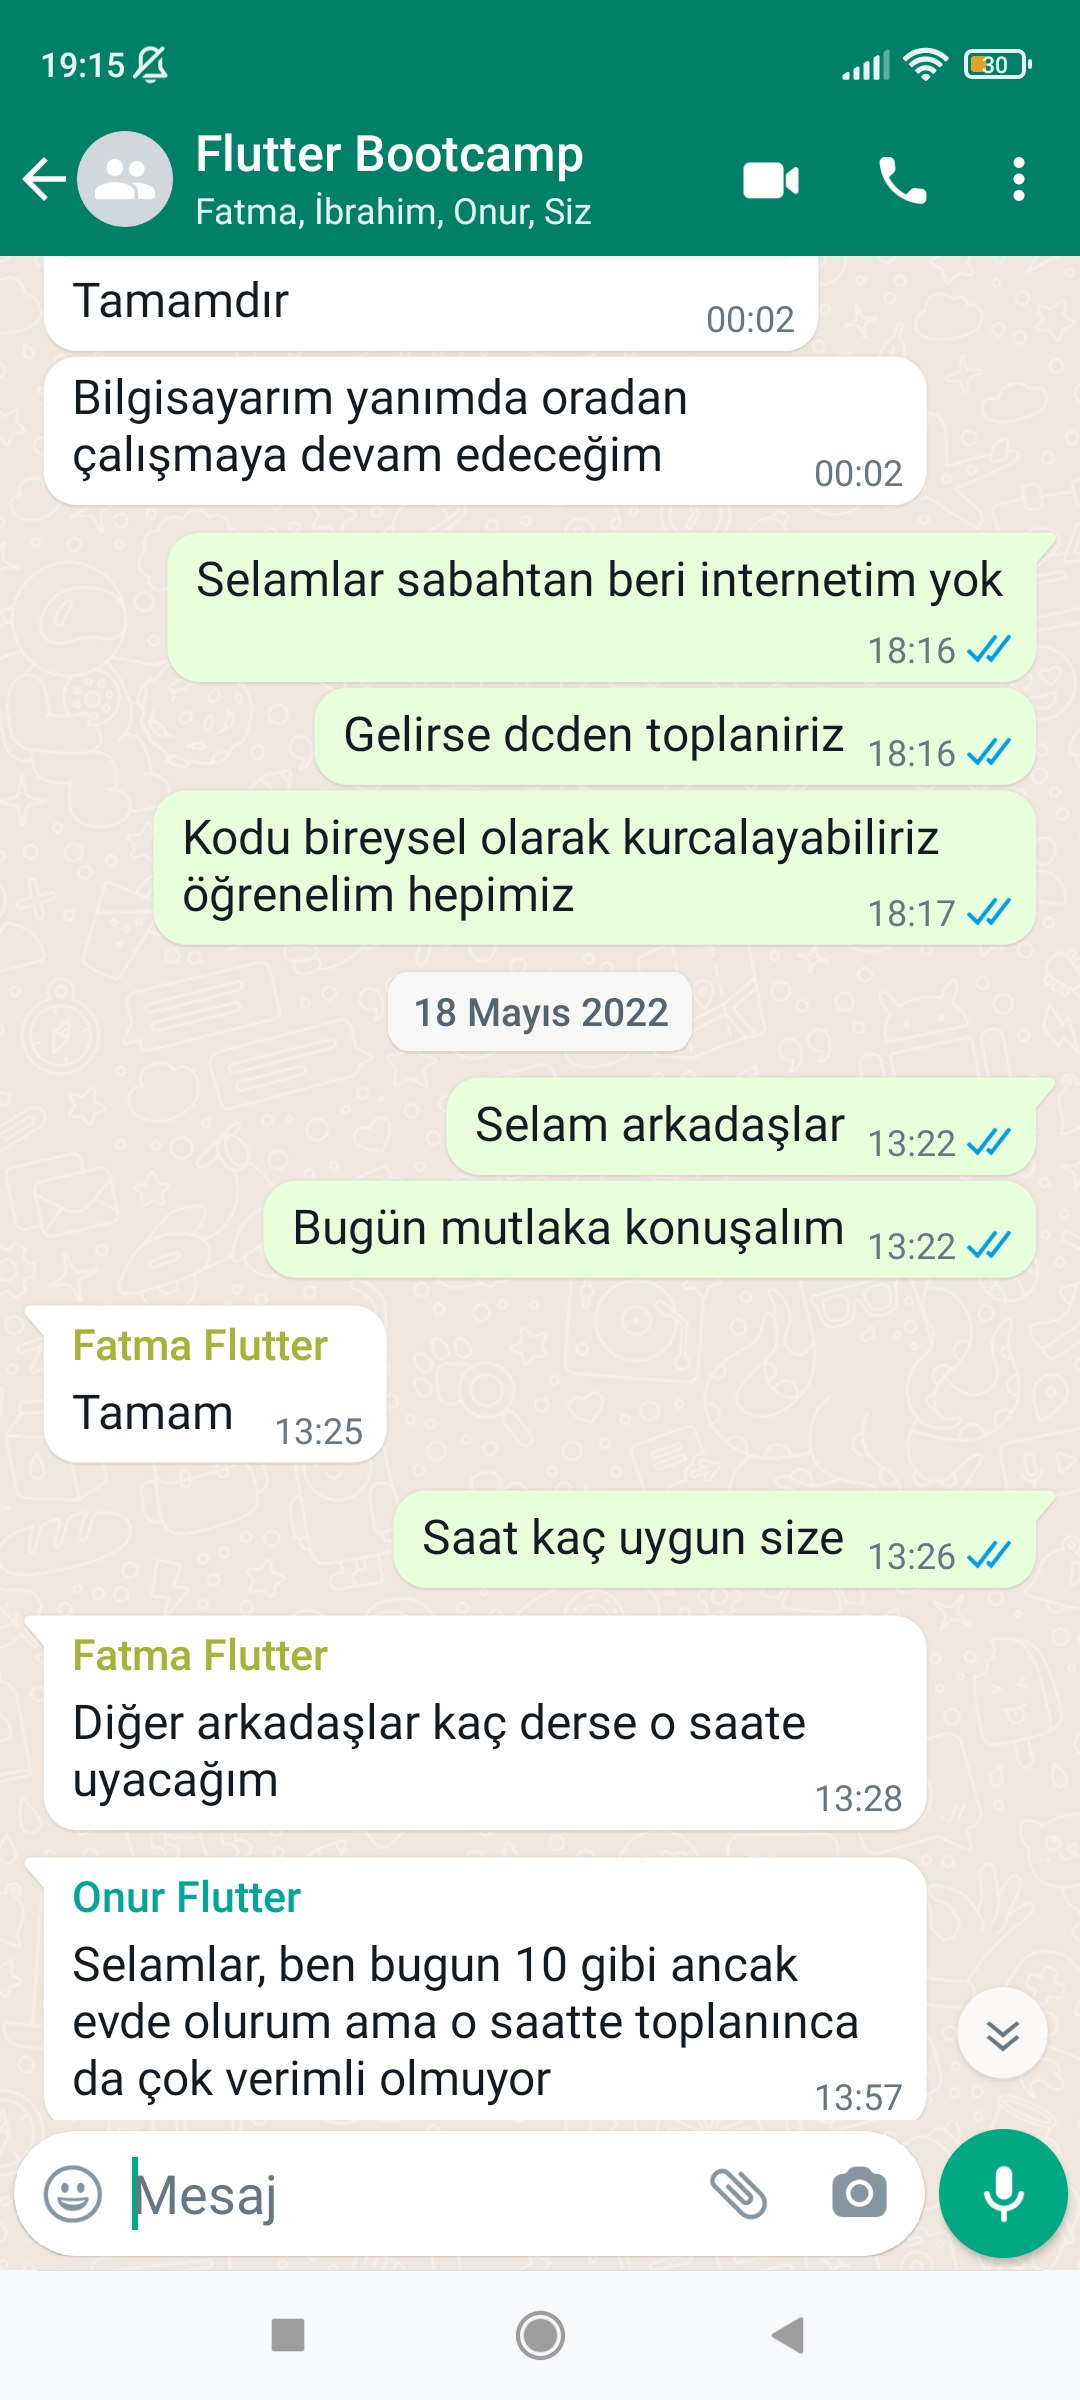 19:15
30
Flutter Bootcamp
Fatma, İbrahim, Onur, Siz
Tamamdır
00:02
Bilgisayarım yanımda oradan
çalışmaya devam edeceğim
00:02
Selamlar sabahtan beri internetim yok
18:16
Gelirse dcden toplaniriz
18:16
Kodu bireysel olarak kurcalayabiliriz
öğrenelim hepimiz
18:17
18 Mayıs 2022
Selam arkadaşlar
13:22
Bugün mutlaka konuşalım
13:22
Fatma Flutter
Tamam
13:25
Saat kaç uygun size
13:26
Fatma Flutter
Diğer arkadaşlar kaç derse o saate
uyacağım
13:28
Onur Flutter
Selamlar, ben bugun 10 gibi ancak
evde olurum ama o saatte toplanınca
da çok verimli olmuyor
13:57
Mesaj